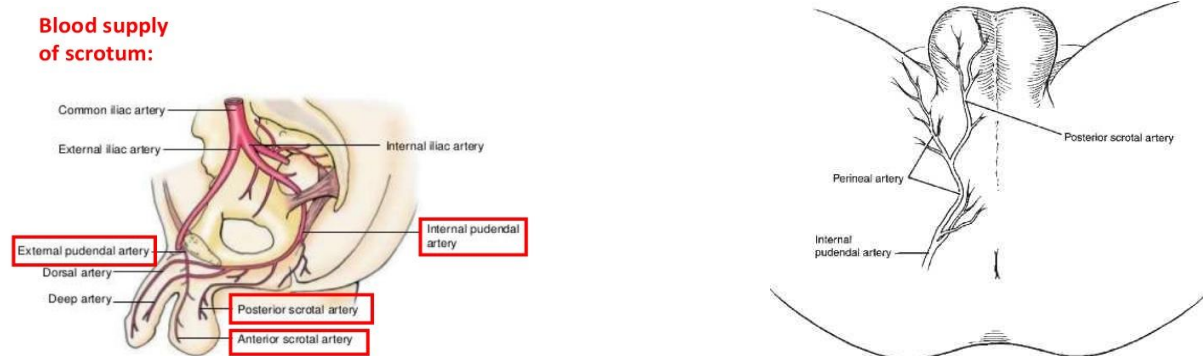 Blood supply
of scrotum:
Common iliac artery
External iliac artery
Internal iliac artery
Internal pudendal
artery
External pudendal artery
Dorsal artery
Deep artery
Posterior scrotal artery
Anterior scrotal artery
Posterior scrotal artery
Perineal artery
Internal
pudendal artery